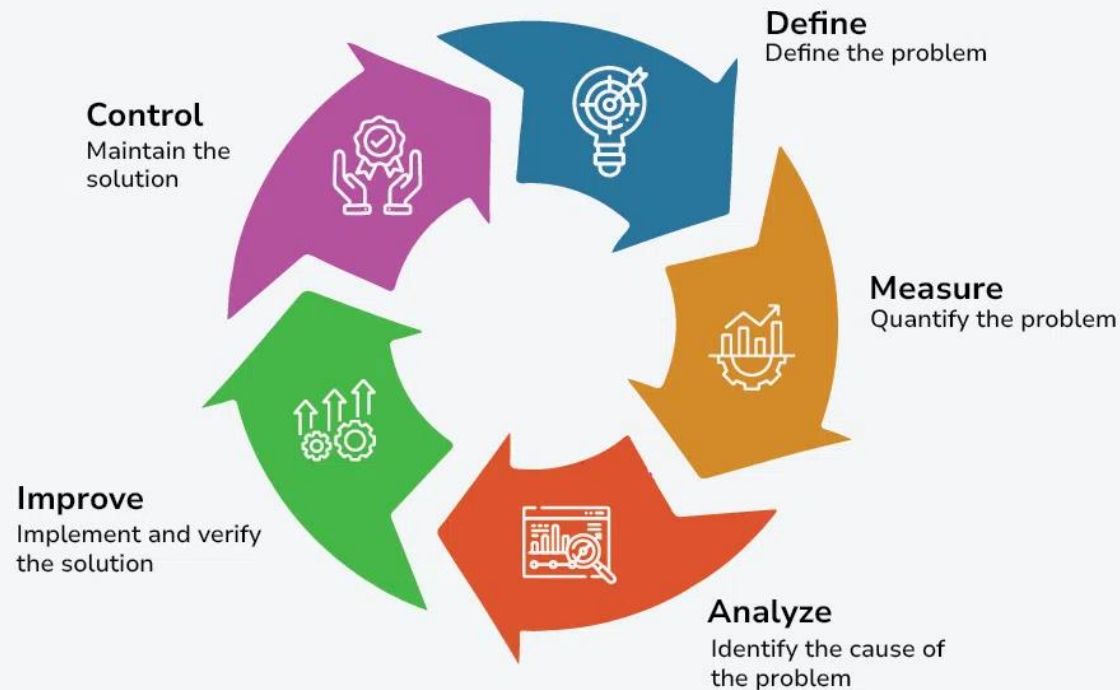 Define
Define the problem
Measure
Quantify the problem
Analyze
Identify the cause of
the problem
Improve
Implement and verify
the solution
Control
Maintain the
solution